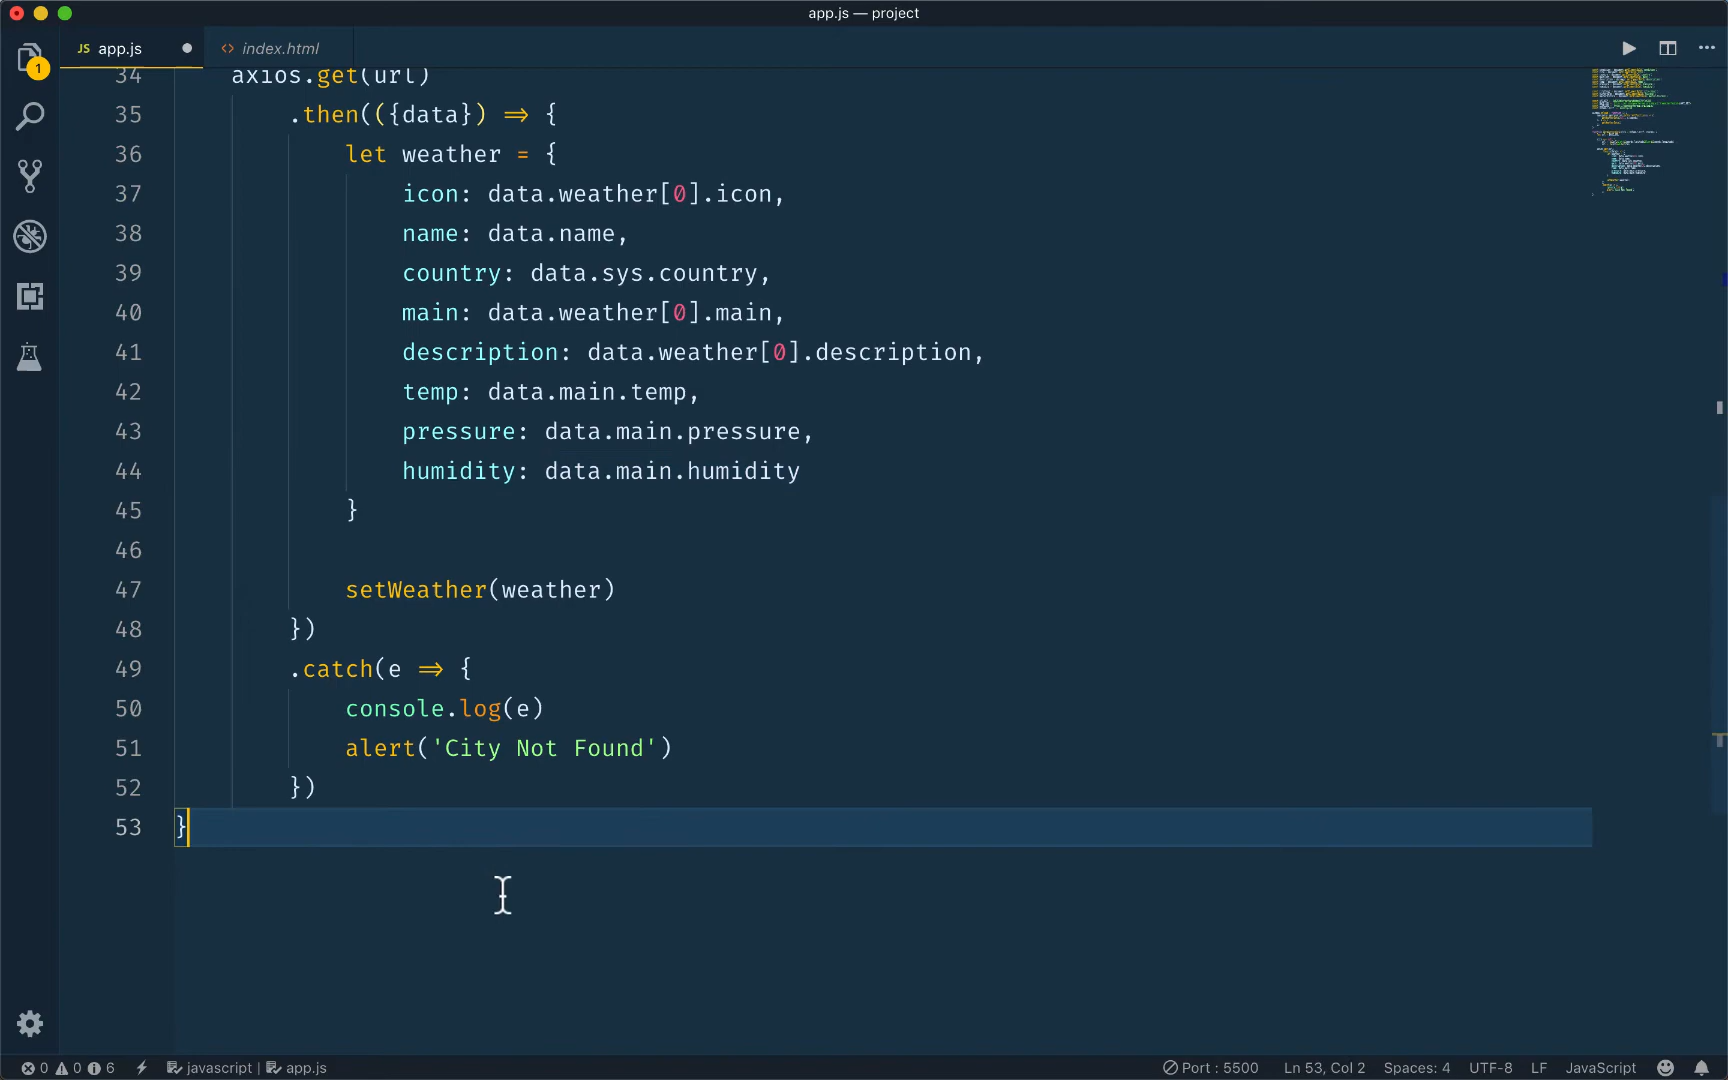 app.js — project
JS app.js
<> index.html
1
34 axios.get(url)
35 .then(({data}) => {
36 let weather = {
37 icon: data.weather[0].icon,
38 name: data.name,
39 country: data.sys.country,
40 main: data.weather[0].main,
41 description: data.weather[0].description,
42 temp: data.main.temp,
43 pressure: data.main.pressure,
44 humidity: data.main.humidity
45 }
46
47 setWeather(weather)
48 })
49 .catch(e => {
50 console.log(e)
51 alert('City Not Found')
52 })
53 }
0 0 6 javascript | app.js Port : 5500 Ln 53, Col 2 Spaces: 4 UTF-8 LF JavaScript